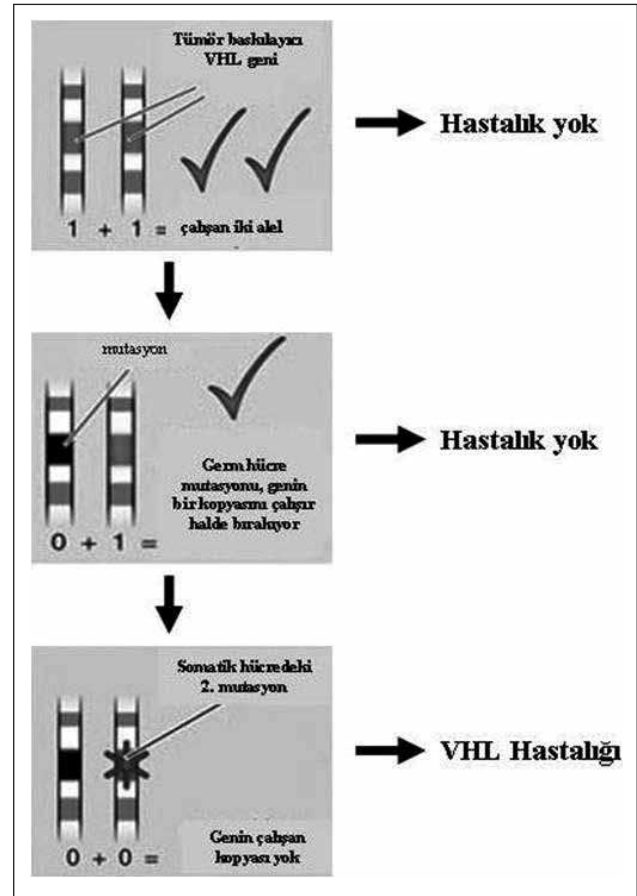 Tümör baskılayıcı
VHL geni
1 + 1 = çalışan iki alel
Hastalık yok
mutasyon
Germ hücre
mutasyonu, genin
bir kopyasını çalışır
halde bırakıyor
0 + 1 =
Hastalık yok
Somatik hücredeki
2. mutasyon
VHL Hastalığı
Genin çalışan
kopyası yok
0 + 0 =